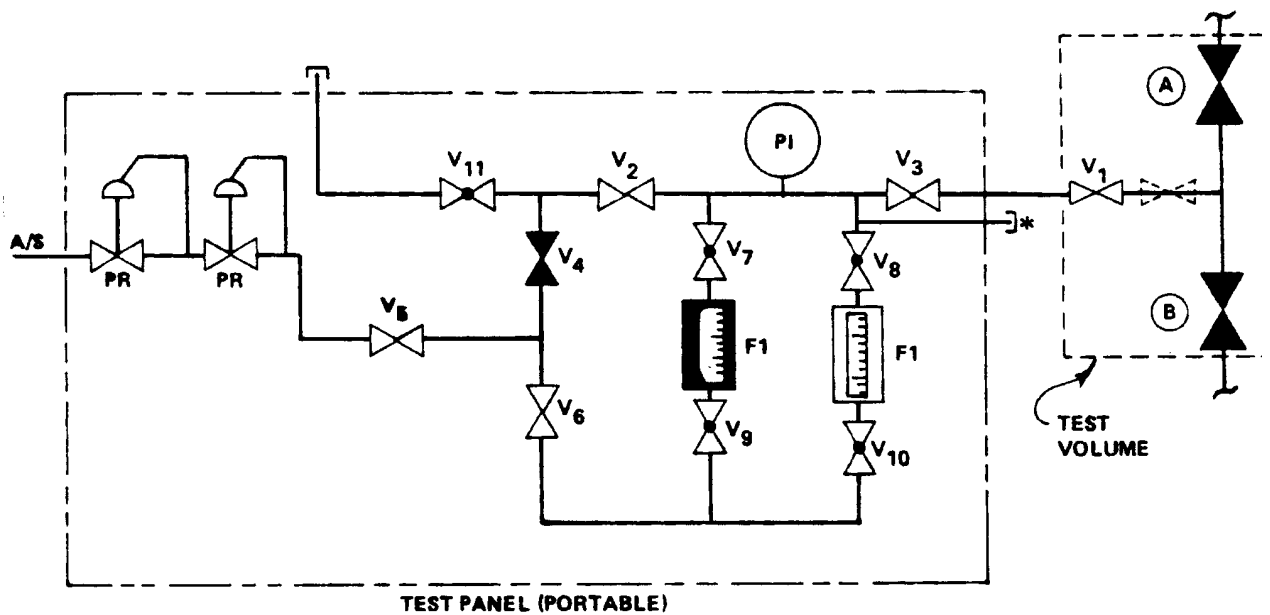 A
PI
V11
V2
V3
V1
A/S
PR
PR
V4
V7
V8
*
V5
F1
F1
B
V6
V9
V10
TEST
VOLUME
TEST PANEL (PORTABLE)